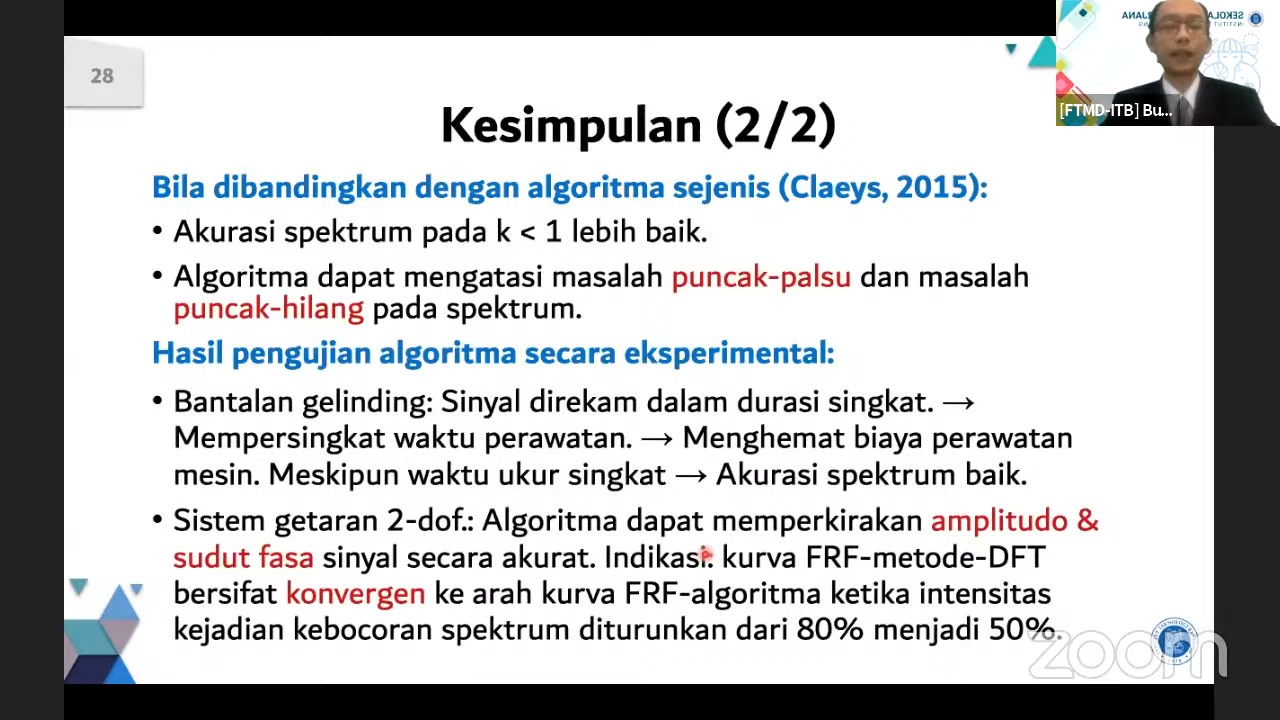 28
Kesimpulan (2/2)
Bila dibandingkan dengan algoritma sejenis (Claeys, 2015):
• Akurasi spektrum pada k < 1 lebih baik.
• Algoritma dapat mengatasi masalah puncak-palsu dan masalah
puncak-hilang pada spektrum.
Hasil pengujian algoritma secara eksperimental:
• Bantalan gelinding: Sinyal direkam dalam durasi singkat. →
Mempersingkat waktu perawatan. → Menghemat biaya perawatan
mesin. Meskipun waktu ukur singkat → Akurasi spektrum baik.
• Sistem getaran 2-dof.: Algoritma dapat memperkirakan amplitudo &
sudut fasa sinyal secara akurat. Indikasi: kurva FRF-metode-DFT
bersifat konvergen ke arah kurva FRF-algoritma ketika intensitas
kejadian kebocoran spektrum diturunkan dari 80% menjadi 50%.
[FTMD-ITB] Bu...
zoom